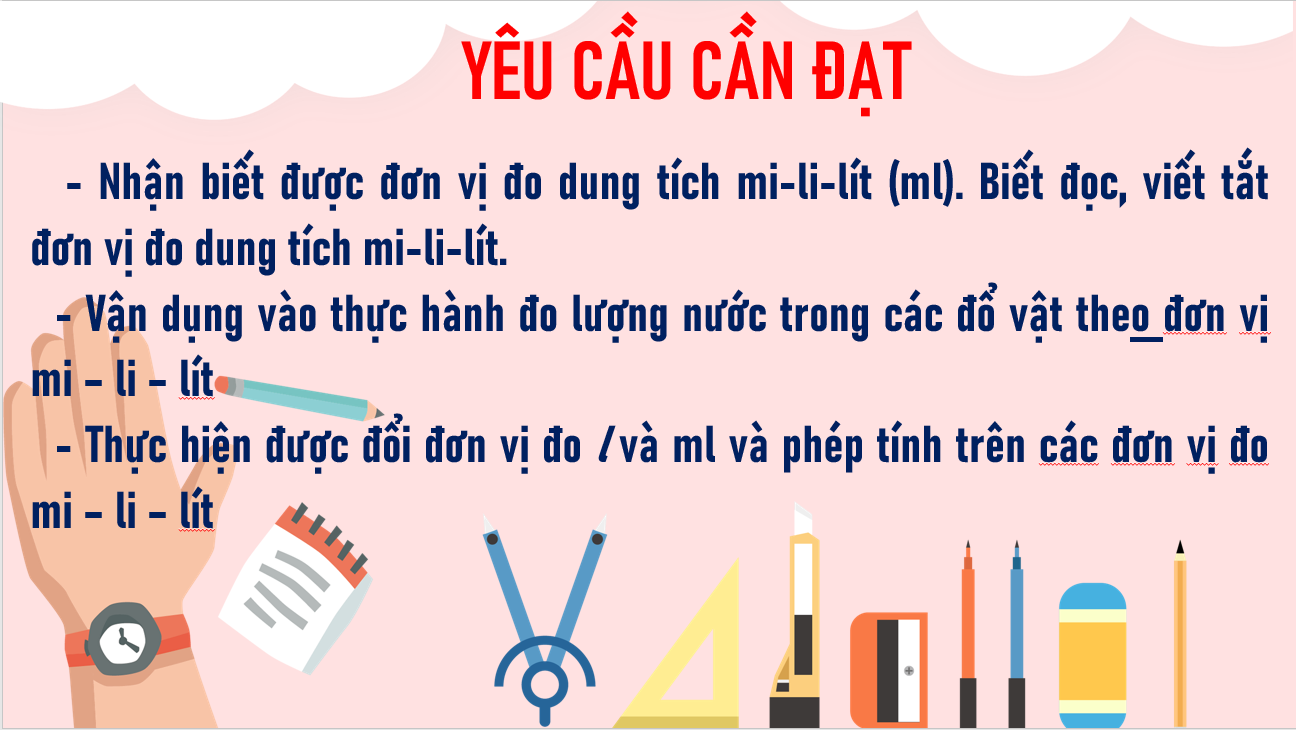 YÊU CẦU CẦN ĐẠT
- Nhận biết được đơn vị đo dung tích mi-li-lít (ml). Biết đọc, viết tắt
đơn vị đo dung tích mi-li-lít.
- Vận dụng vào thực hành đo lượng nước trong các đổ vật theo đơn vị
mi – li – lít
- Thực hiện được đổi đơn vị đo l và ml và phép tính trên các đơn vị đo
mi – li – lít